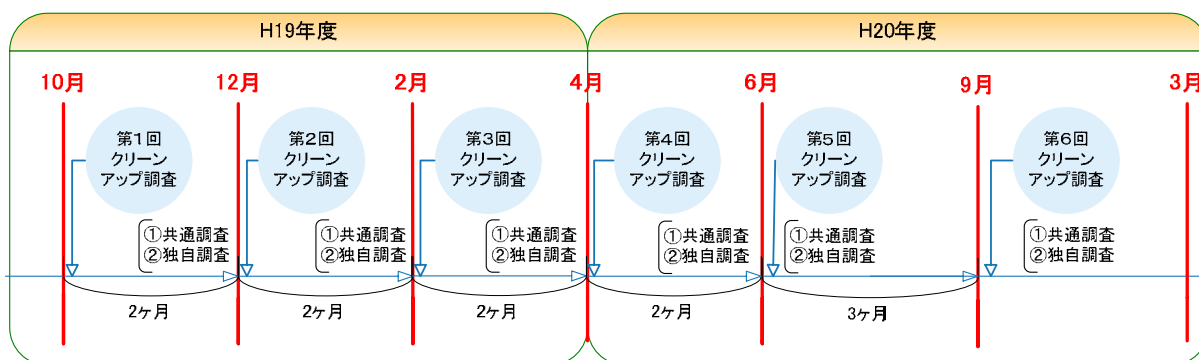 H19年度
H20年度
10月
12月
2月
4月
6月
9月
3月
第1回
クリーン
アップ調査
第2回
クリーン
アップ調査
第3回
クリーン
アップ調査
第4回
クリーン
アップ調査
第5回
クリーン
アップ調査
第6回
クリーン
アップ調査
①共通調査
②独自調査
①共通調査
②独自調査
①共通調査
②独自調査
①共通調査
②独自調査
①共通調査
②独自調査
①共通調査
②独自調査
2ヶ月
2ヶ月
2ヶ月
2ヶ月
3ヶ月